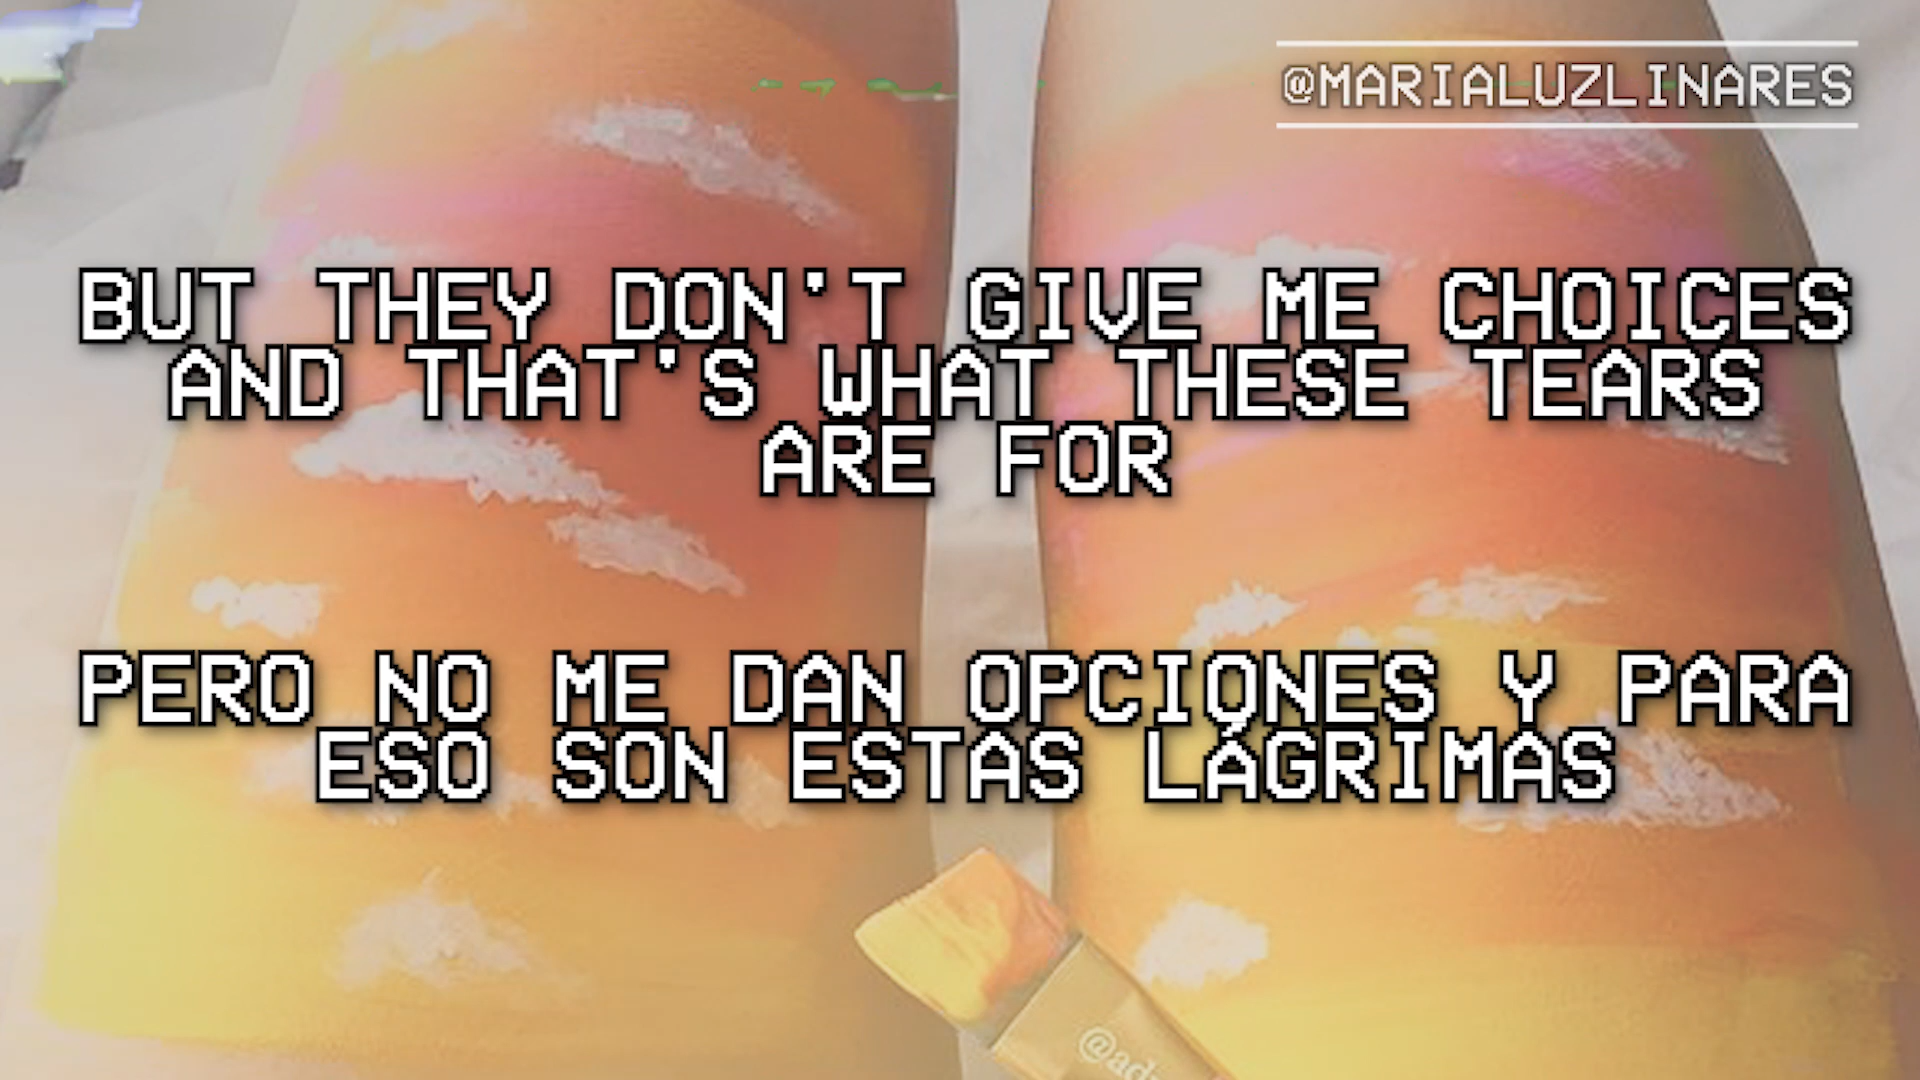 @MARIALUZLINARES
BUT THEY DON'T GIVE ME CHOICES
AND THAT'S WHAT THESE TEARS
ARE FOR
PERO NO ME DAN OPCIONES Y PARA
ESO SON ESTAS LÁGRIMAS